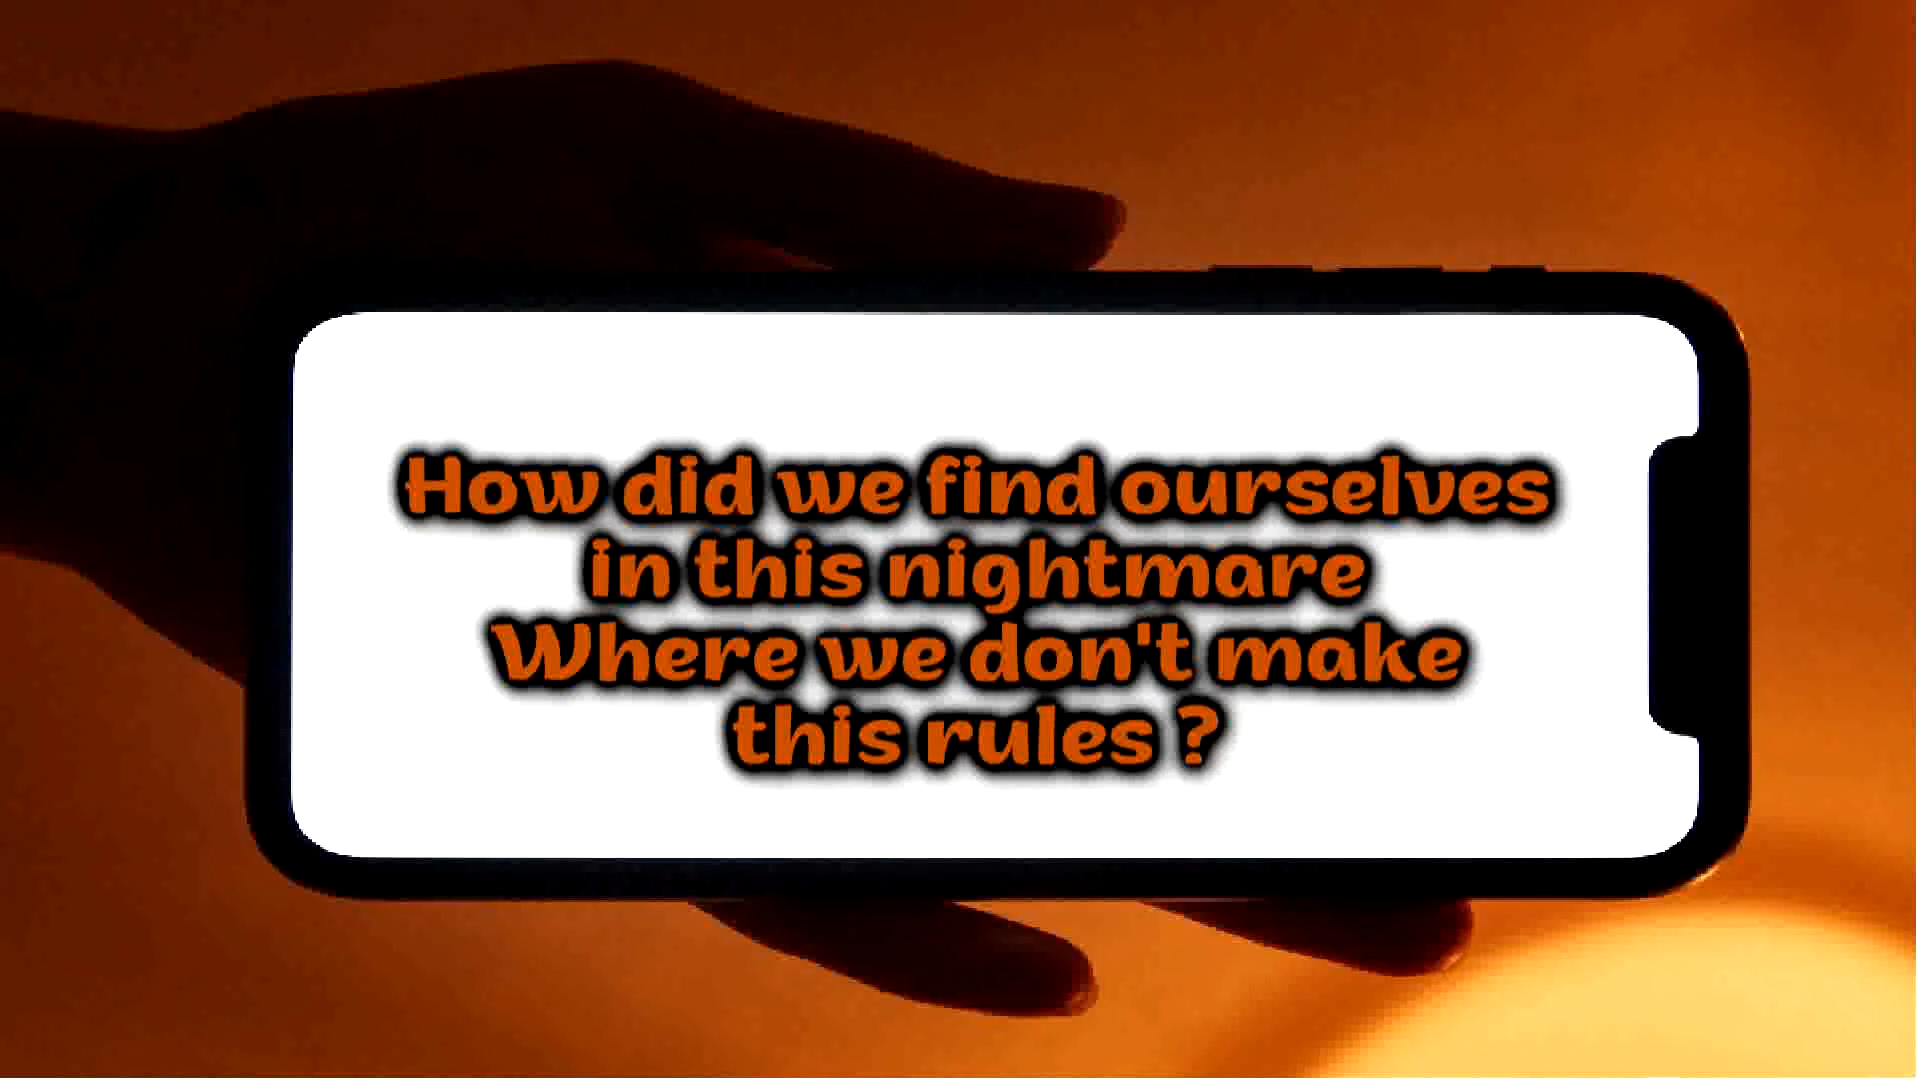 How did we find ourselves
in this nightmare
Where we don't make
this rules ?